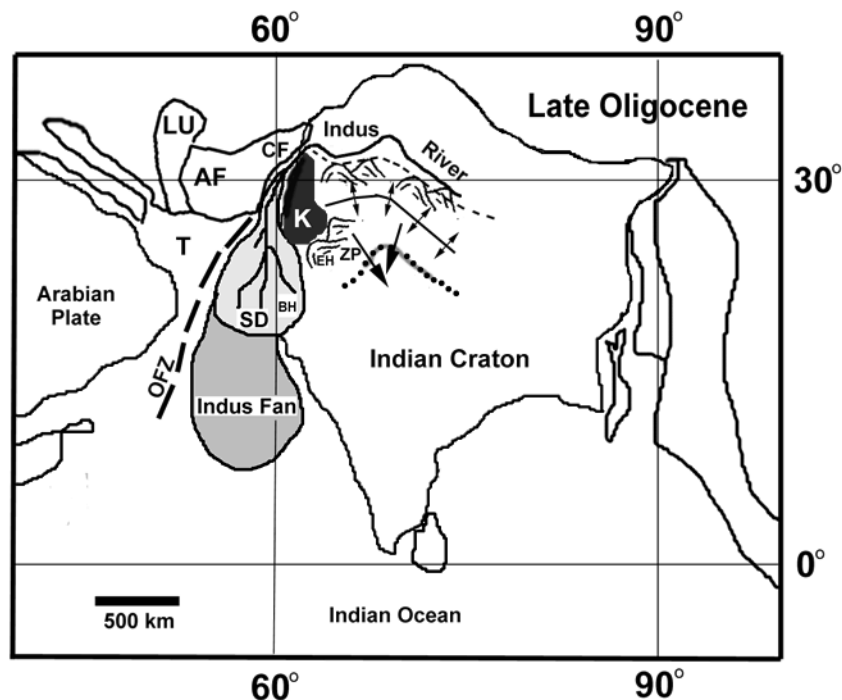 60°
90°
Late Oligocene
LU
CF
Indus
River
AF
30°
K
T
EH
ZP
Arabian
Plate
SD
BH
OFZ
Indian Craton
Indus Fan
0°
500 km
Indian Ocean
60°
90°